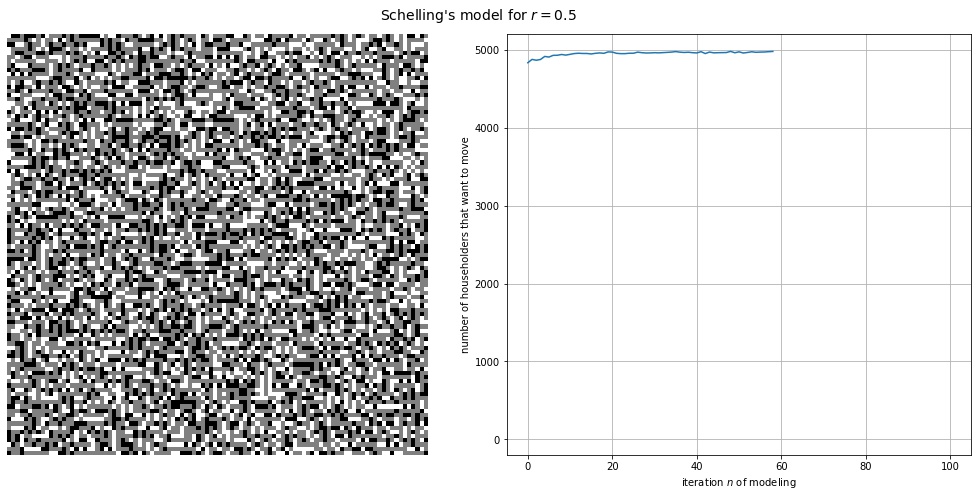 Schelling's model for r = 0.5
number of householders that want to move
5000
4000
3000
2000
1000
0
0 20 40 60 80 100
iteration n of modeling